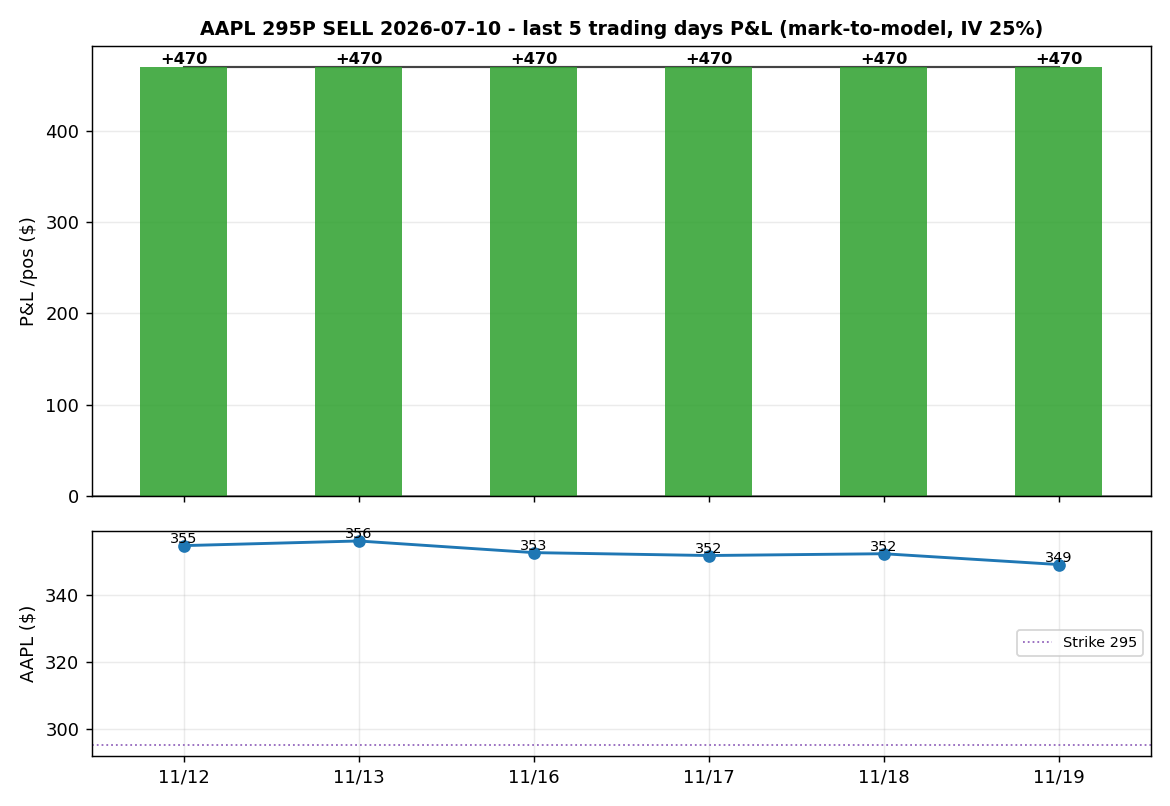 AAPL 295P SELL 2026-07-10 - last 5 trading days P&L (mark-to-model, IV 25%)
+470 +470 +470 +470 +470 +470
400
300
200
100
0
P&L /pos ($)
355 356 353 352 352 349
340
320
300
AAPL ($)
Strike 295
11/12 11/13 11/16 11/17 11/18 11/19